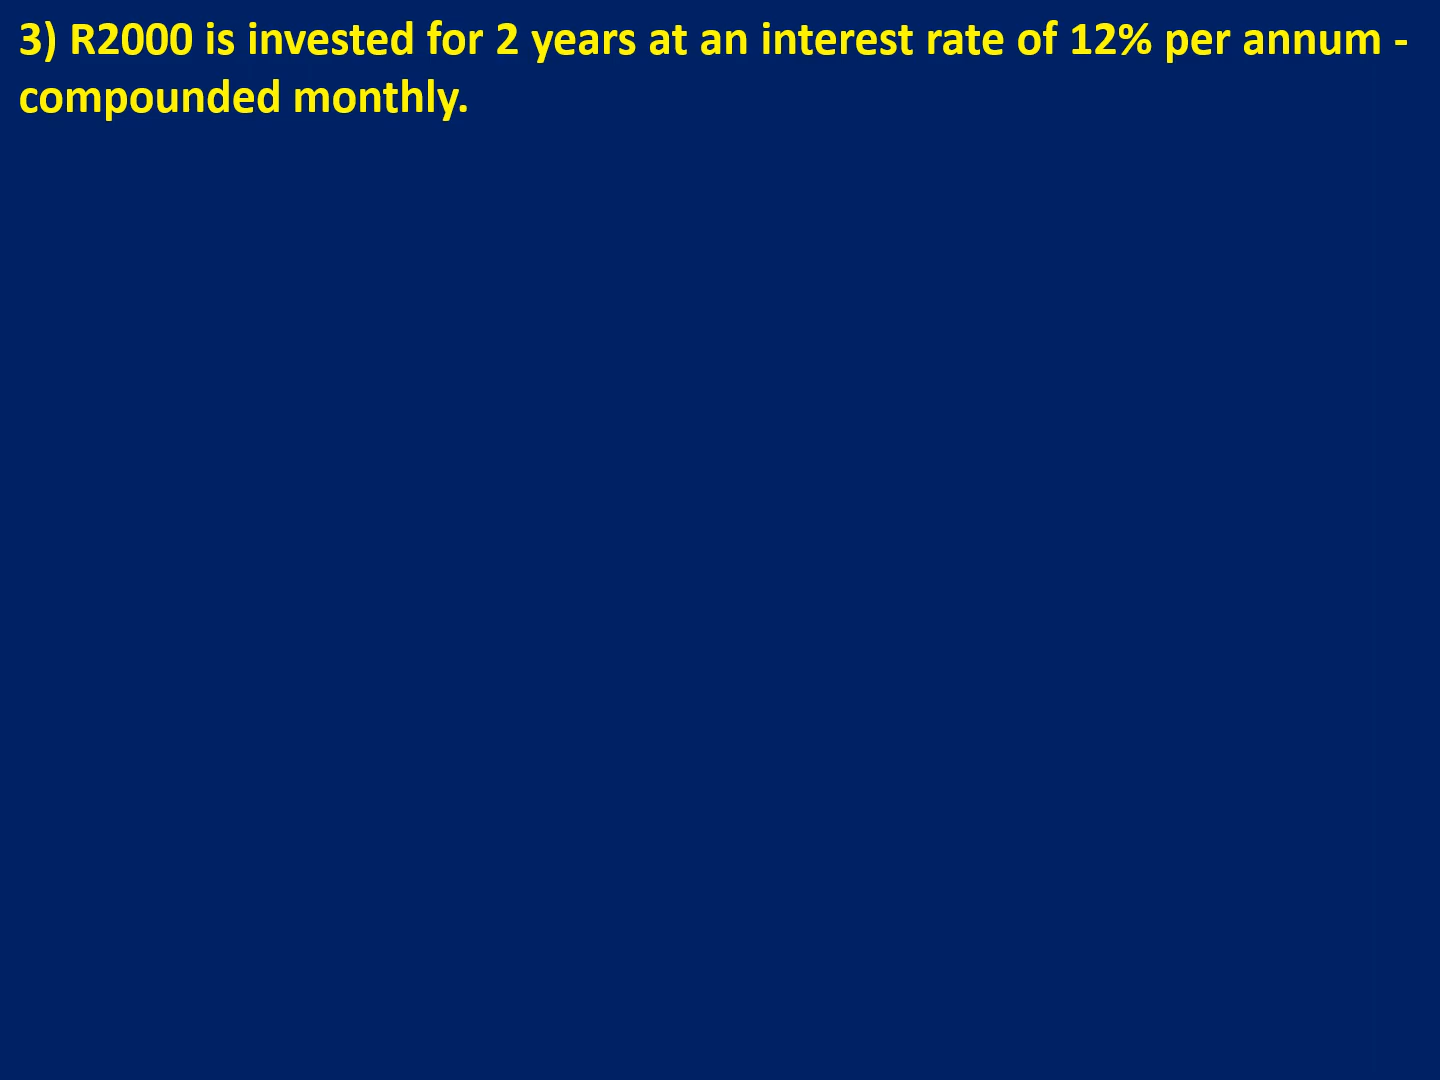 3) R2000 is invested for 2 years at an interest rate of 12% per annum -
compounded monthly.